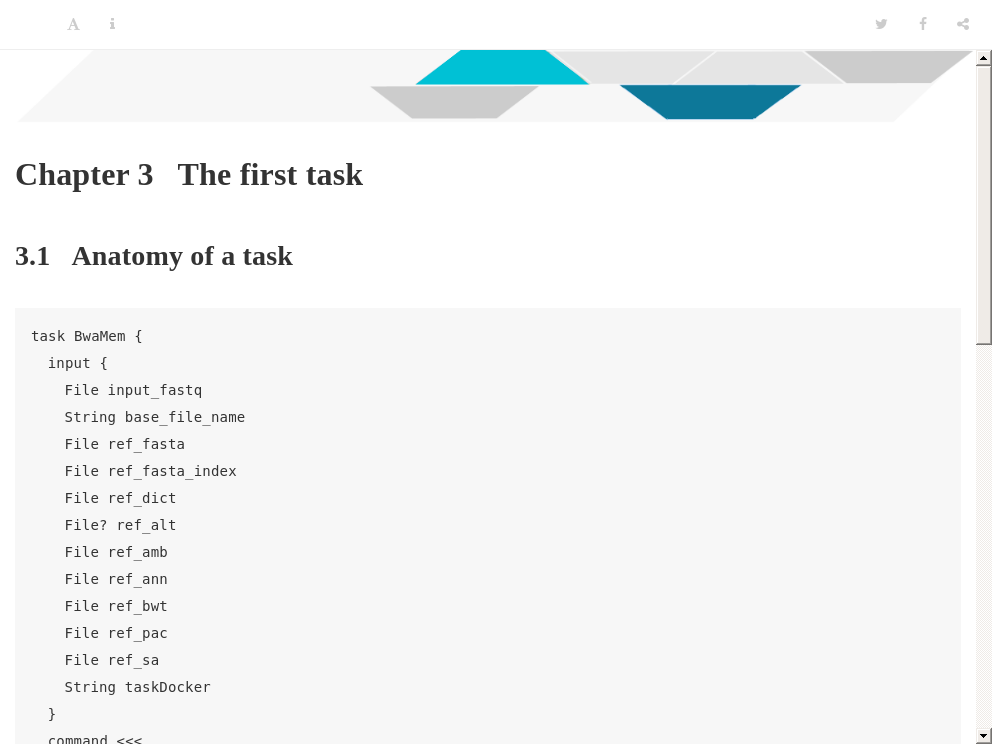 Chapter 3 The first task
3.1 Anatomy of a task
task BwaMem {
  input {
    File input_fastq
    String base_file_name
    File ref_fasta
    File ref_fasta_index
    File ref_dict
    File? ref_alt
    File ref_amb
    File ref_ann
    File ref_bwt
    File ref_pac
    File ref_sa
    String taskDocker
  }
  command <<<